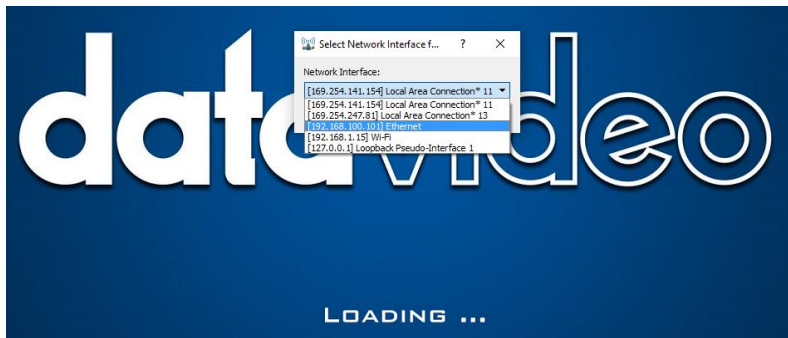 Select Network Interface f... ? ×
Network Interface:
[169.254.141.154] Local Area Connection* 11
[169.254.141.154] Local Area Connection* 11
[169.254.247.81] Local Area Connection* 13
[192.168.100.101] Ethernet
[192.168.1.15] Wi-Fi
[127.0.0.1] Loopback Pseudo-Interface 1
datavideo
LOADING ...